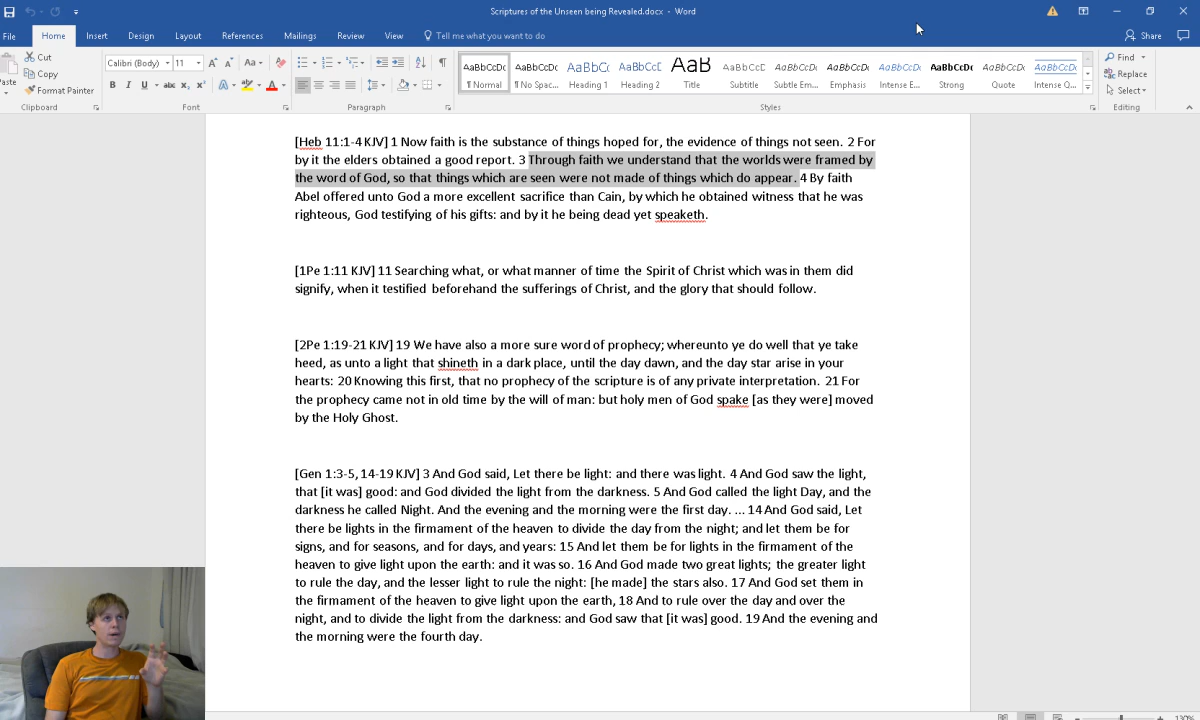 Scriptures of the Unseen being Revealed.docx - Word
File Home Insert Design Layout References Mailings Review View Tell me what you want to do Share
Cut
Copy
Format Painter
Clipboard
Calibri (Body) 11
Font
Paragraph
AaBbCcDc AaBbCcDc AaBbCc AaBbCcD AaB AaBbCcD AaBbCcDc AaBbCcDc AaBbCcDc AaBbCcDc AaBbCcDc AaBbCcDc
¶ Normal ¶ No Spac... Heading 1 Heading 2 Title Subtitle Subtle Em... Emphasis Intense E... Strong Quote Intense Q...
Styles
Find
Replace
Select
Editing
[Heb 11:1-4 KJV] 1 Now faith is the substance of things hoped for, the evidence of things not seen. 2 For
by it the elders obtained a good report. 3 Through faith we understand that the worlds were framed by
the word of God, so that things which are seen were not made of things which do appear. 4 By faith
Abel offered unto God a more excellent sacrifice than Cain, by which he obtained witness that he was
righteous, God testifying of his gifts: and by it he being dead yet speaketh.
[1Pe 1:11 KJV] 11 Searching what, or what manner of time the Spirit of Christ which was in them did
signify, when it testified beforehand the sufferings of Christ, and the glory that should follow.
[2Pe 1:19-21 KJV] 19 We have also a more sure word of prophecy; whereunto ye do well that ye take
heed, as unto a light that shineth in a dark place, until the day dawn, and the day star arise in your
hearts: 20 Knowing this first, that no prophecy of the scripture is of any private interpretation. 21 For
the prophecy came not in old time by the will of man: but holy men of God spake [as they were] moved
by the Holy Ghost.
[Gen 1:3-5, 14-19 KJV] 3 And God said, Let there be light: and there was light. 4 And God saw the light,
that [it was] good: and God divided the light from the darkness. 5 And God called the light Day, and the
darkness he called Night. And the evening and the morning were the first day. ... 14 And God said, Let
there be lights in the firmament of the heaven to divide the day from the night; and let them be for
signs, and for seasons, and for days, and years: 15 And let them be for lights in the firmament of the
heaven to give light upon the earth: and it was so. 16 And God made two great lights; the greater light
to rule the day, and the lesser light to rule the night: [he made] the stars also. 17 And God set them in
the firmament of the heaven to give light upon the earth, 18 And to rule over the day and over the
night, and to divide the light from the darkness: and God saw that [it was] good. 19 And the evening and
the morning were the fourth day.